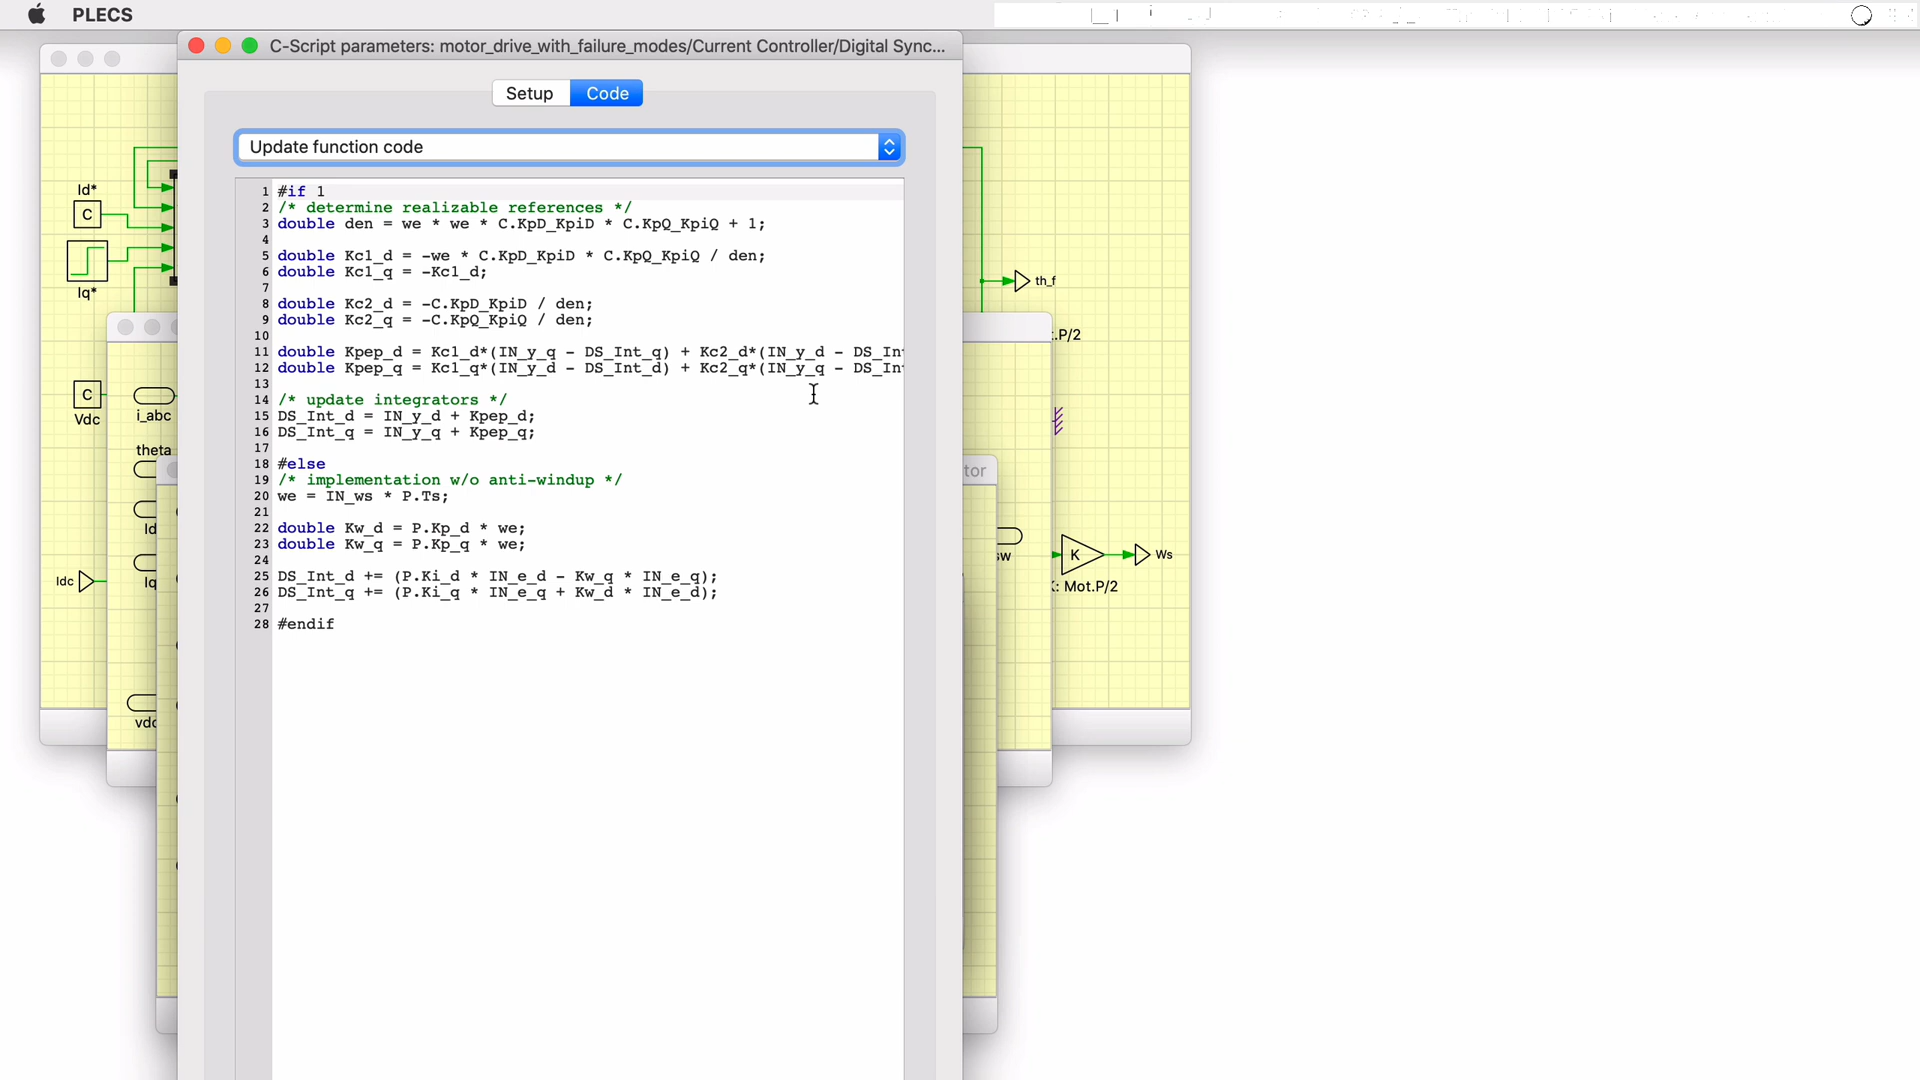 PLECS
C-Script parameters: motor_drive_with_failure_modes/Current Controller/Digital Sync...
Setup
Code
Update function code
1 #if 1
2 /* determine realizable references */
3 double den = we * we * C.KpD_KpiD * C.KpQ_KpiQ + 1;
4
5 double Kc1_d = -we * C.KpD_KpiD * C.KpQ_KpiQ / den;
6 double Kc1_q = -Kc1_d;
7
8 double Kc2_d = -C.KpD_KpiD / den;
9 double Kc2_q = -C.KpQ_KpiQ / den;
10
11 double Kpep_d = Kc1_d*(IN_y_q - DS_Int_q) + Kc2_d*(IN_y_d - DS_In
12 double Kpep_q = Kc1_q*(IN_y_d - DS_Int_d) + Kc2_q*(IN_y_q - DS_In
13
14 /* update integrators */
15 DS_Int_d = IN_y_d + Kpep_d;
16 DS_Int_q = IN_y_q + Kpep_q;
17
18 #else
19 /* implementation w/o anti-windup */
20 we = IN_ws * P.Ts;
21
22 double Kw_d = P.Kp_d * we;
23 double Kw_q = P.Kp_q * we;
24
25 DS_Int_d += (P.Ki_d * IN_e_d - Kw_q * IN_e_q);
26 DS_Int_q += (P.Ki_q * IN_e_q + Kw_d * IN_e_d);
27
28 #endif
Id*
C
Iq*
C
Vdc
Idc
i_abc
theta
Id
Iq
vdc
th_f
.P/2
tor
sw
K
Ws
K: Mot.P/2